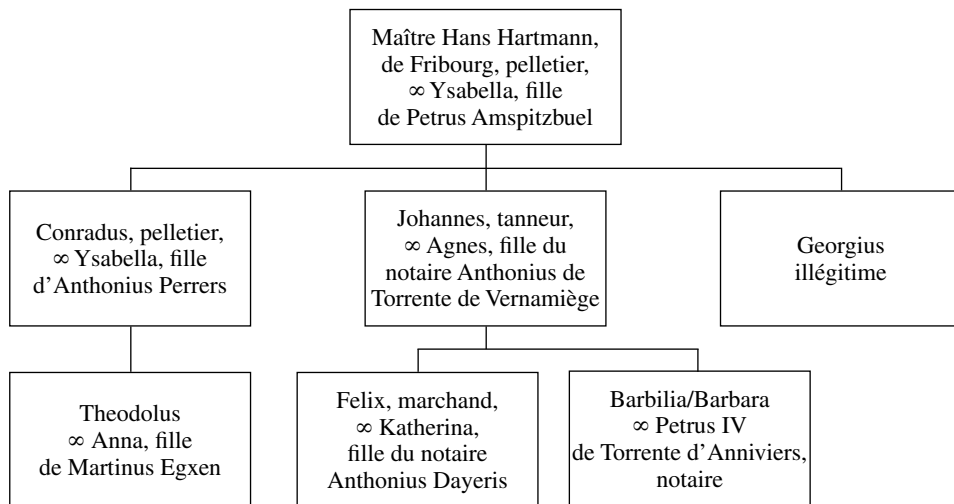 Maître Hans Hartmann,
de Fribourg, pelletier,
∞ Ysabella, fille
de Petrus Amspitzbuel
Conradus, pelletier,
∞ Ysabella, fille
d’Anthonius Perrers
Johannes, tanneur,
∞ Agnes, fille du
notaire Anthonius de
Torrente de Vernamiège
Georgius
illégitime
Theodolus
∞ Anna, fille
de Martinus Egxen
Felix, marchand,
∞ Katherina,
fille du notaire
Anthonius Dayeris
Barbilia/Barbara
∞ Petrus IV
de Torrente d’Anniviers,
notaire